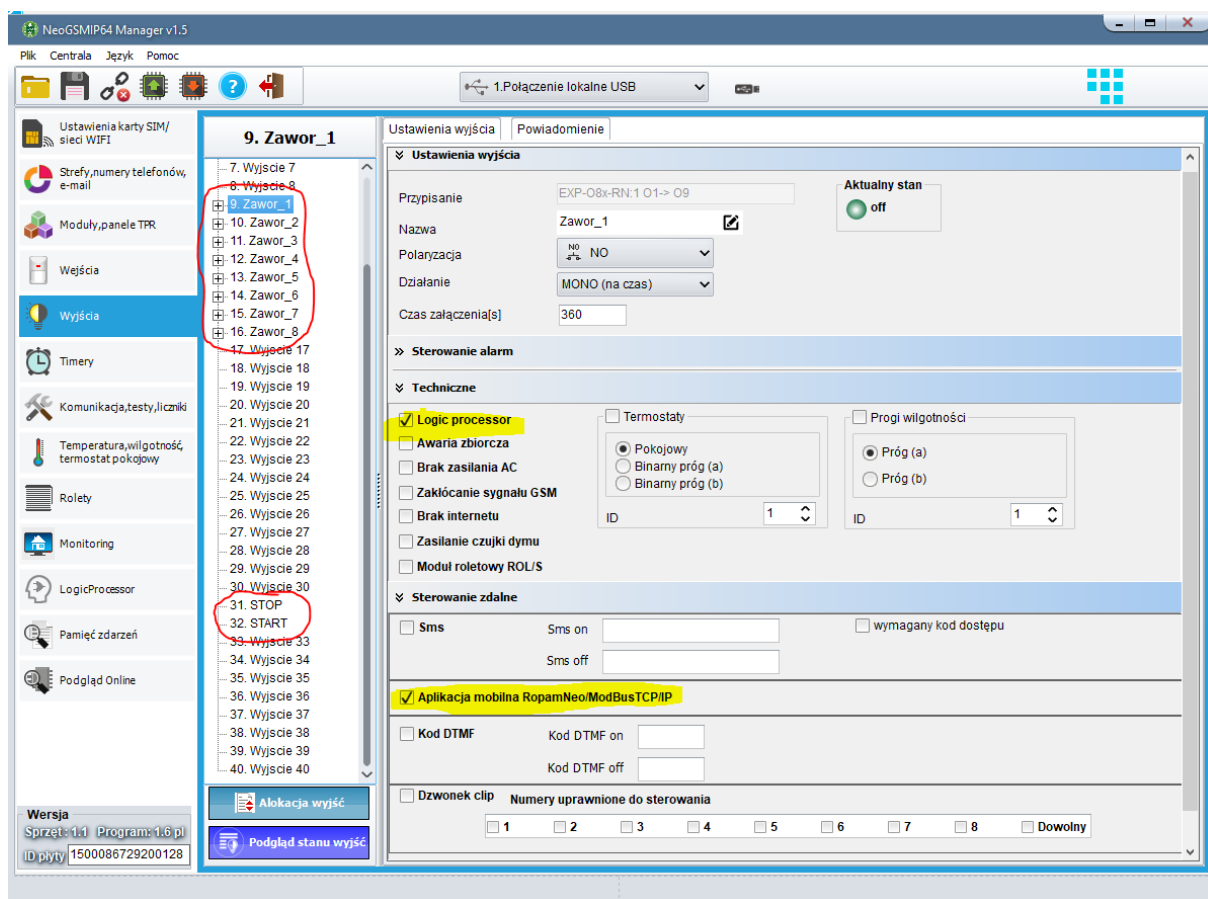 NeoGSMIP64 Manager v1.5
Plik Centrala Język Pomoc
1.Połączenie lokalne USB
Ustawienia karty SIM/
sieci WIFI
Strefy,numery telefonów,
e-mail
Moduły,panele TPR
Wejścia
Wyjścia
Timery
Komunikacja,testy,liczniki
Temperatura,wilgotność,
termostat pokojowy
Rolety
Monitoring
LogicProcessor
Pamięć zdarzeń
Podgląd Online
Wersja
Sprzęt: 1.1 Program: 1.6 pl
ID płyty 1500086729200128
9. Zawor_1
7. Wyjscie 7
8. Wyjscie 8
9. Zawor_1
10. Zawor_2
11. Zawor_3
12. Zawor_4
13. Zawor_5
14. Zawor_6
15. Zawor_7
16. Zawor_8
17. Wyjscie 17
18. Wyjscie 18
19. Wyjscie 19
20. Wyjscie 20
21. Wyjscie 21
22. Wyjscie 22
23. Wyjscie 23
24. Wyjscie 24
25. Wyjscie 25
26. Wyjscie 26
27. Wyjscie 27
28. Wyjscie 28
29. Wyjscie 29
30. Wyjscie 30
31. STOP
32. START
33. Wyjscie 33
34. Wyjscie 34
35. Wyjscie 35
36. Wyjscie 36
37. Wyjscie 37
38. Wyjscie 38
39. Wyjscie 39
40. Wyjscie 40
Alokacja wyjść
Podgląd stanu wyjść
Ustawienia wyjścia Powiadomienie
Ustawienia wyjścia
Przypisanie EXP-O8x-RN:1 O1-> O9
Aktualny stan
off
Nazwa Zawor_1
Polaryzacja NO NO
Działanie MONO (na czas)
Czas załączenia[s] 360
Sterowanie alarm
Techniczne
Logic processor
Awaria zbiorcza
Brak zasilania AC
Zakłócanie sygnału GSM
Brak internetu
Zasilanie czujki dymu
Moduł roletowy ROL/S
Termostaty
Pokojowy
Binarny próg (a)
Binarny próg (b)
ID 1
Progi wilgotności
Próg (a)
Próg (b)
ID 1
Sterowanie zdalne
Sms Sms on wymagany kod dostępu
Sms off
Aplikacja mobilna RopamNeo/ModBusTCP/IP
Kod DTMF Kod DTMF on
Kod DTMF off
Dzwonek clip Numery uprawnione do sterowania
1 2 3 4 5 6 7 8 Dowolny